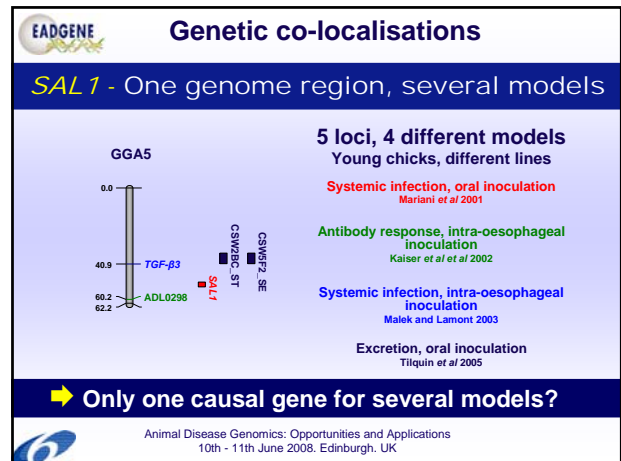 EADGENE
Genetic co-localisations
SAL1 - One genome region, several models
GGA5
0.0
40.9
60.2
62.2
TGF-β3
ADL0298
SAL1
CSW2BC_ST
CSW5F2_SE
5 loci, 4 different models
Young chicks, different lines
Systemic infection, oral inoculation
Mariani et al 2001
Antibody response, intra-oesophageal
inoculation
Kaiser et al et al 2002
Systemic infection, intra-oesophageal
inoculation
Malek and Lamont 2003
Excretion, oral inoculation
Tilquin et al 2005
Only one causal gene for several models?
Animal Disease Genomics: Opportunities and Applications
10th - 11th June 2008. Edinburgh. UK